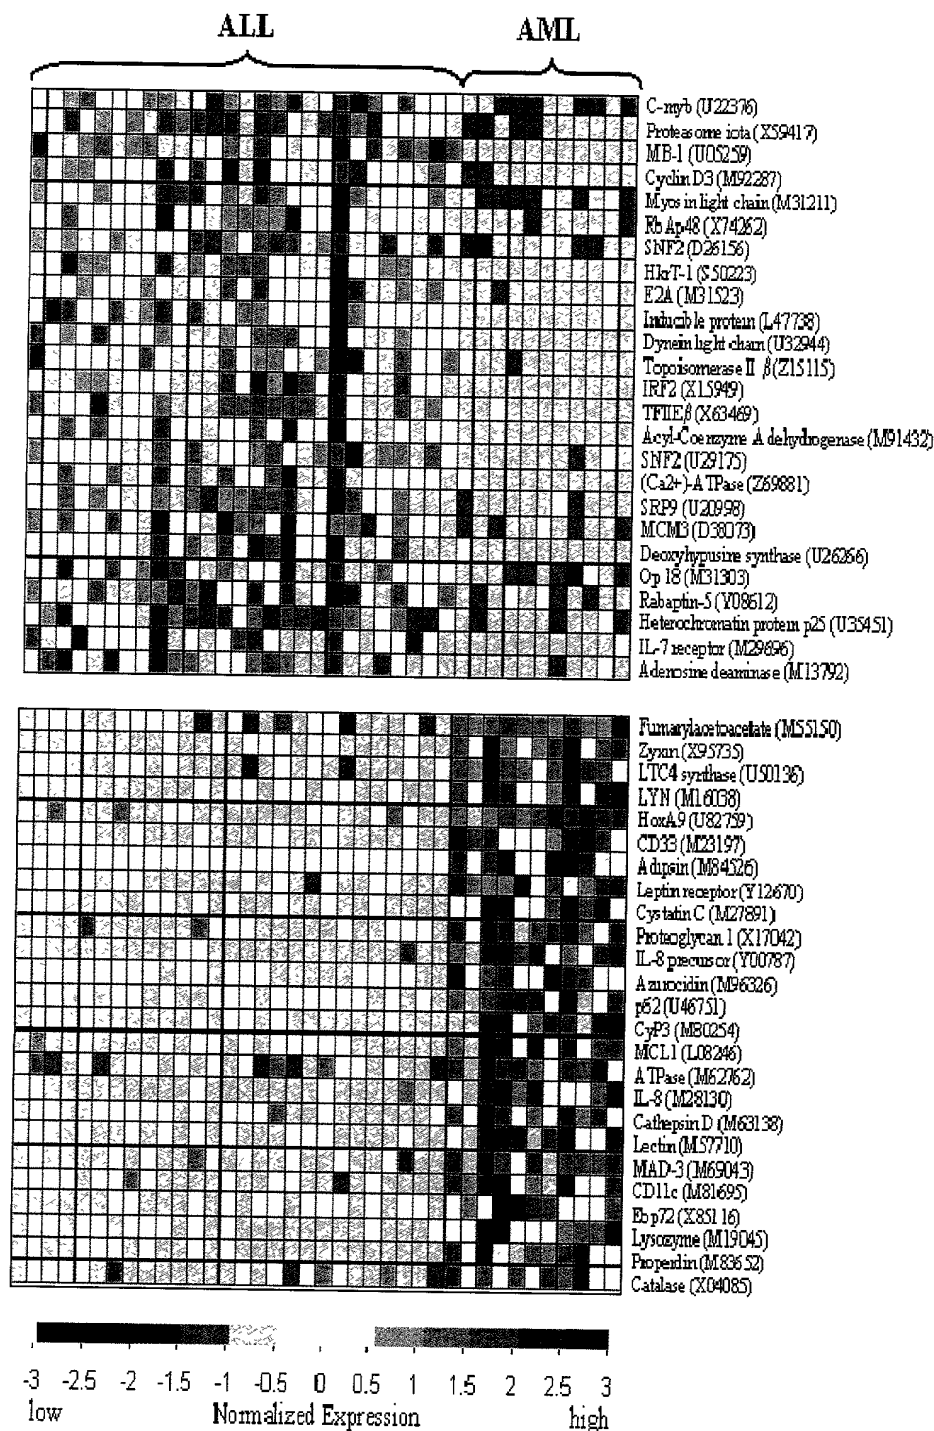 ALL AML
C-myb (U22376)
Proteasome iota (X59417)
MB-1 (U05259)
Cyclin D3 (M92287)
Myosin light chain (M31211)
Rb Ap48 (X74262)
SNF2 (D26156)
HkrT-1 (S50223)
E2A (M31523)
Inducible protein (L47738)
Dynein light chain (U32944)
Topoisomerase II β (Z15115)
IRF2 (X15949)
TFIIEβ (X63469)
Acyl-Coenzyme A dehydrogenase (M91432)
SNF2 (U29175)
(Ca2+)-ATPase (Z69881)
SRP9 (U20998)
MCM3 (D38073)
Deoxyhypusine synthase (U26266)
Op 18 (M31303)
Rabaptin-5 (Y08612)
Heterochromatin protein p25 (U35451)
IL-7 receptor (M29696)
Adenosine deaminase (M13792)
Fumarylacetoacetate (M55150)
Zyxin (X95735)
LTC4 synthase (U50136)
LYN (M16038)
HoxA9 (U82759)
CD33 (M23197)
Adipsin (M84526)
Leptin receptor (Y12670)
Cystatin C (M27891)
Proteoglycan 1 (X17042)
IL-8 precursor (Y00787)
Azurocidin (M96326)
p62 (U46751)
CyP3 (M80254)
MCL1 (L08246)
ATPase (M62762)
IL-8 (M28130)
Cathepsin D (M63138)
Lectin (M57710)
MAD-3 (M69043)
CD11c (M81695)
Ebp72 (X85116)
Lysozyme (M19045)
Properdin (M83652)
Catalase (X04085)
-3 -2.5 -2 -1.5 -1 -0.5 0 0.5 1 1.5 2 2.5 3
low Normalized Expression high